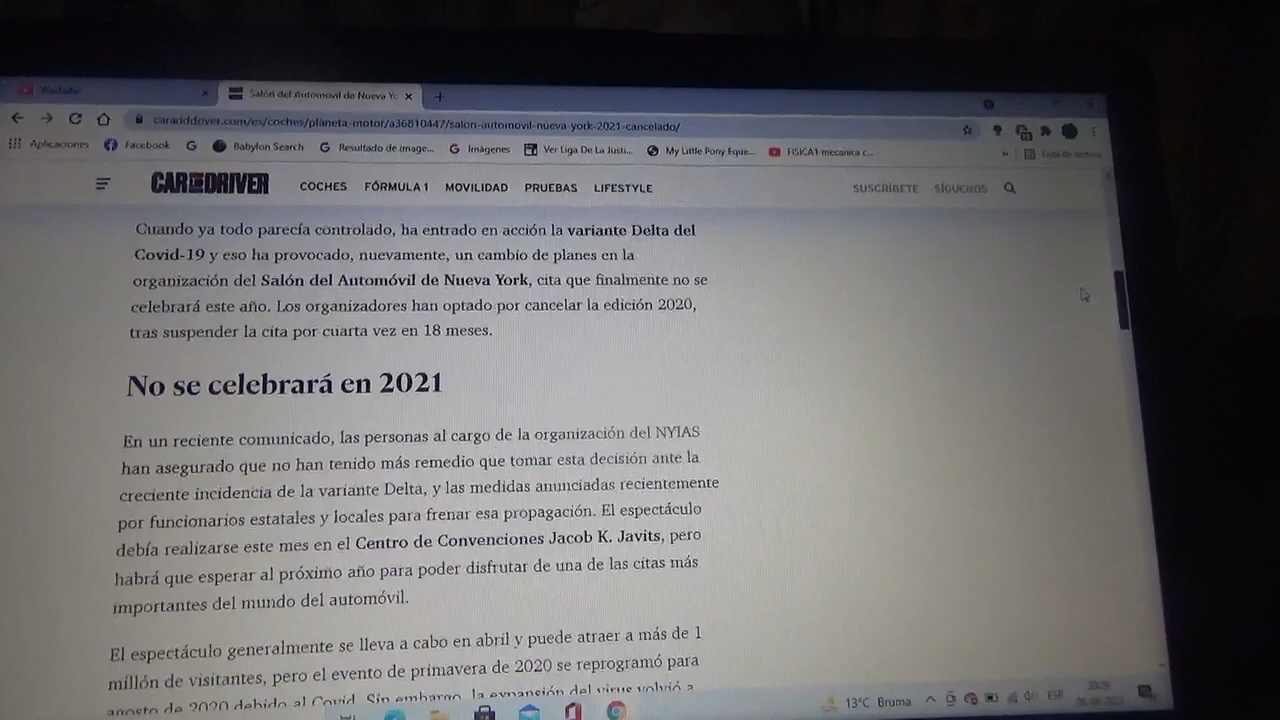 YouTube
Salón del Automovil de Nueva Yo
caranddriver.com/es/coches/planeta-motor/a36810447/salon-automovil-nueva-york-2021-cancelado/
Aplicaciones Facebook Babylon Search Resultado de image... Imágenes Ver Liga De La Justi... My Little Pony Eque... FISICA1 mecanica c... » Lista de lectura
CAR AND DRIVER COCHES FÓRMULA 1 MOVILIDAD PRUEBAS LIFESTYLE SUSCRÍBETE SÍGUENOS
Cuando ya todo parecía controlado, ha entrado en acción la variante Delta del
Covid-19 y eso ha provocado, nuevamente, un cambio de planes en la
organización del Salón del Automóvil de Nueva York, cita que finalmente no se
celebrará este año. Los organizadores han optado por cancelar la edición 2020,
tras suspender la cita por cuarta vez en 18 meses.
No se celebrará en 2021
En un reciente comunicado, las personas al cargo de la organización del NYIAS
han asegurado que no han tenido más remedio que tomar esta decisión ante la
creciente incidencia de la variante Delta, y las medidas anunciadas recientemente
por funcionarios estatales y locales para frenar esa propagación. El espectáculo
debía realizarse este mes en el Centro de Convenciones Jacob K. Javits, pero
habrá que esperar al próximo año para poder disfrutar de una de las citas más
importantes del mundo del automóvil.
El espectáculo generalmente se lleva a cabo en abril y puede atraer a más de 1
millón de visitantes, pero el evento de primavera de 2020 se reprogramó para
agosto de 2020 debido al Covid. Sin embargo, la expansión del virus volvió a
13°C Bruma ESP